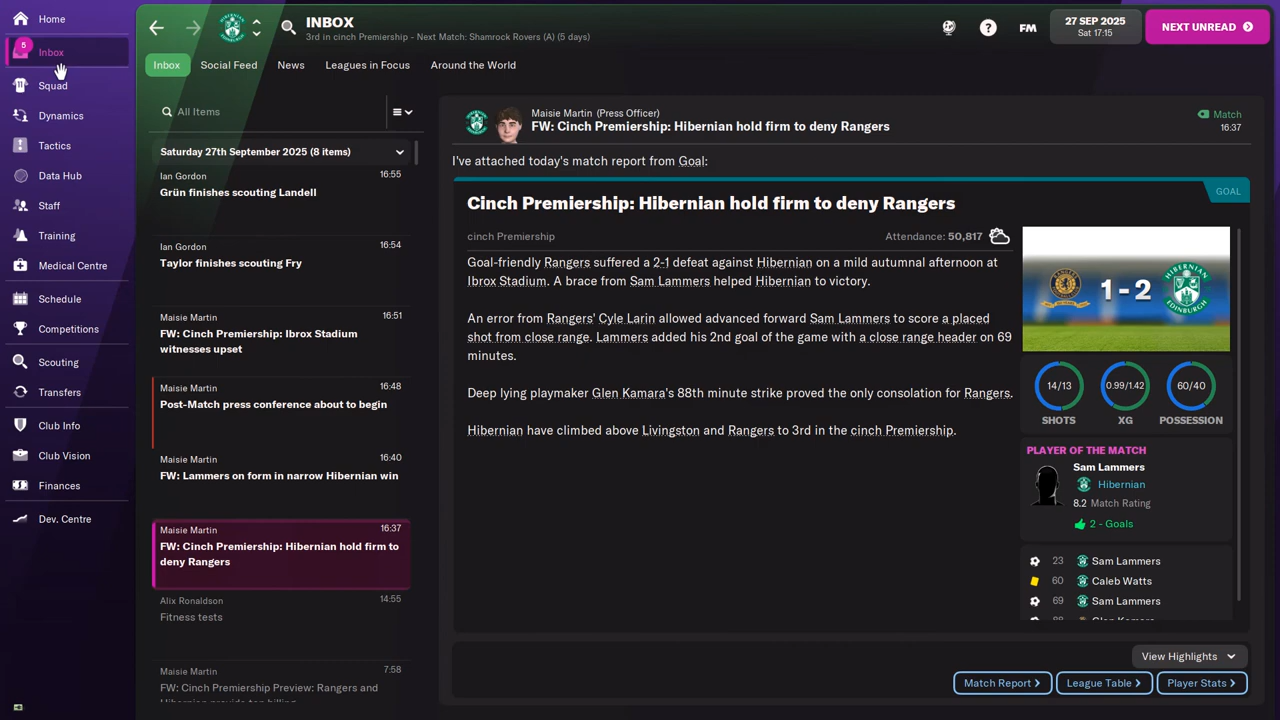 Home
5
Inbox
Squad
Dynamics
Tactics
Data Hub
Staff
Training
Medical Centre
Schedule
Competitions
Scouting
Transfers
Club Info
Club Vision
Finances
Dev. Centre
INBOX
3rd in cinch Premiership - Next Match: Shamrock Rovers (A) (5 days)
FM
27 SEP 2025
Sat 17:15
NEXT UNREAD
Inbox
Social Feed
News
Leagues in Focus
Around the World
All Items
Saturday 27th September 2025 (8 items)
Ian Gordon 16:55
Grün finishes scouting Landell
Ian Gordon 16:54
Taylor finishes scouting Fry
Maisie Martin 16:51
FW: Cinch Premiership: Ibrox Stadium
witnesses upset
Maisie Martin 16:48
Post-Match press conference about to begin
Maisie Martin 16:40
FW: Lammers on form in narrow Hibernian win
Maisie Martin 16:37
FW: Cinch Premiership: Hibernian hold firm to
deny Rangers
Alix Ronaldson 14:55
Fitness tests
Maisie Martin 7:58
FW: Cinch Premiership Preview: Rangers and
Maisie Martin (Press Officer)
FW: Cinch Premiership: Hibernian hold firm to deny Rangers
Match
16:37
I've attached today's match report from Goal:
GOAL
Cinch Premiership: Hibernian hold firm to deny Rangers
cinch Premiership
Attendance: 50,817
Goal-friendly Rangers suffered a 2-1 defeat against Hibernian on a mild autumnal afternoon at
Ibrox Stadium. A brace from Sam Lammers helped Hibernian to victory.
An error from Rangers' Cyle Larin allowed advanced forward Sam Lammers to score a placed
shot from close range. Lammers added his 2nd goal of the game with a close range header on 69
minutes.
Deep lying playmaker Glen Kamara's 88th minute strike proved the only consolation for Rangers.
Hibernian have climbed above Livingston and Rangers to 3rd in the cinch Premiership.
1 - 2
HIBERNIAN
EDINBURGH
14/13
0.99/1.42
60/40
SHOTS
XG
POSSESSION
PLAYER OF THE MATCH
Sam Lammers
Hibernian
8.2 Match Rating
2 - Goals
23 Sam Lammers
60 Caleb Watts
69 Sam Lammers
88 Glen Kamara
View Highlights
Match Report
League Table
Player Stats